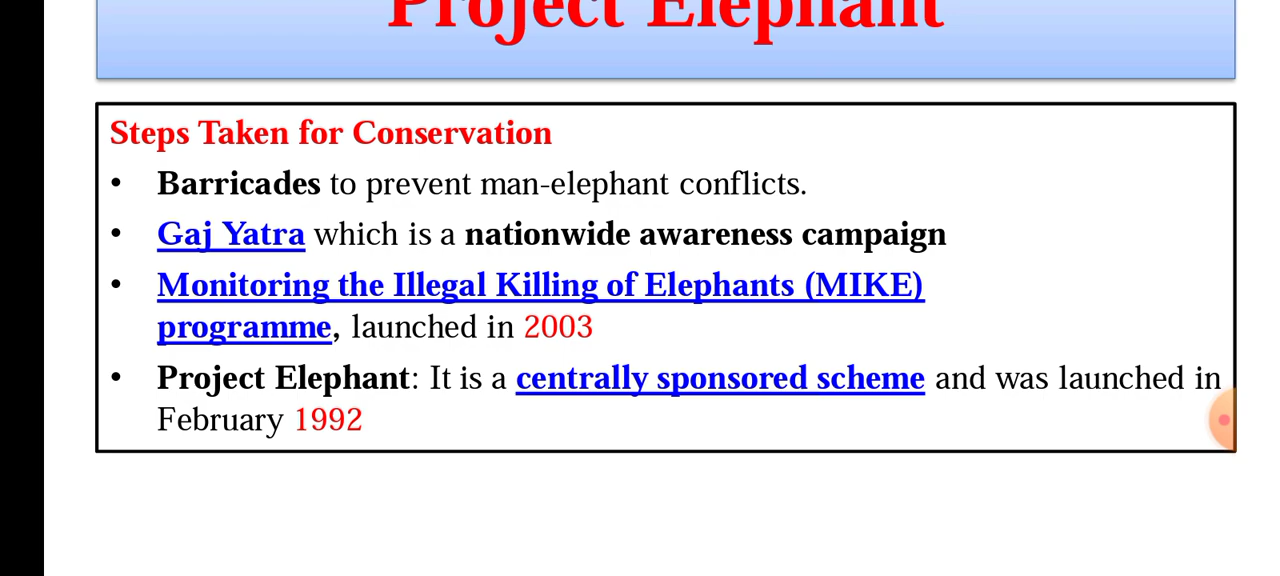 Project Elephant
Steps Taken for Conservation
• Barricades to prevent man-elephant conflicts.
• Gaj Yatra which is a nationwide awareness campaign
• Monitoring the Illegal Killing of Elephants (MIKE)
programme, launched in 2003
• Project Elephant: It is a centrally sponsored scheme and was launched in
February 1992